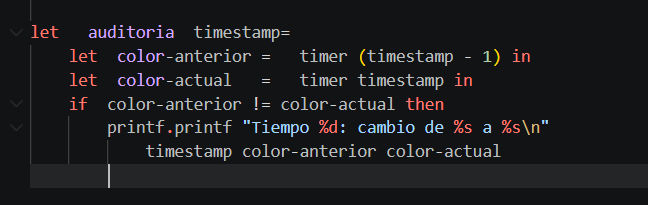 let   auditoria  timestamp=
let  color-anterior =   timer (timestamp - 1) in
let  color-actual   =   timer timestamp in
if  color-anterior != color-actual then
printf.printf "Tiempo %d: cambio de %s a %s\n"
timestamp color-anterior color-actual